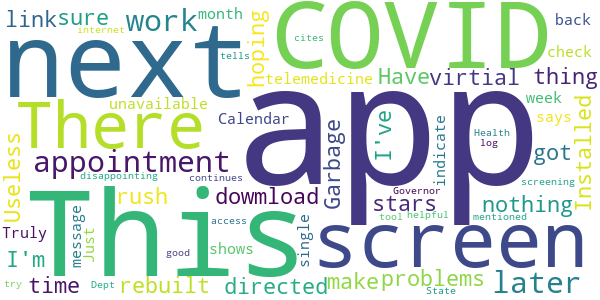 link sure work month hoping COVID back
internet cites
next tells telemedicine Have virtial check thing
There unavailable Calendar app I've week says
Useless appointment Garbage indicate Health log got Installed
disappointing continues screening
This rush dowmload stars Governor nothing
Truly message Just access tool helpful mentioned
I'm shows single screen
good
time rebuilt directed make problems later
try Dept State